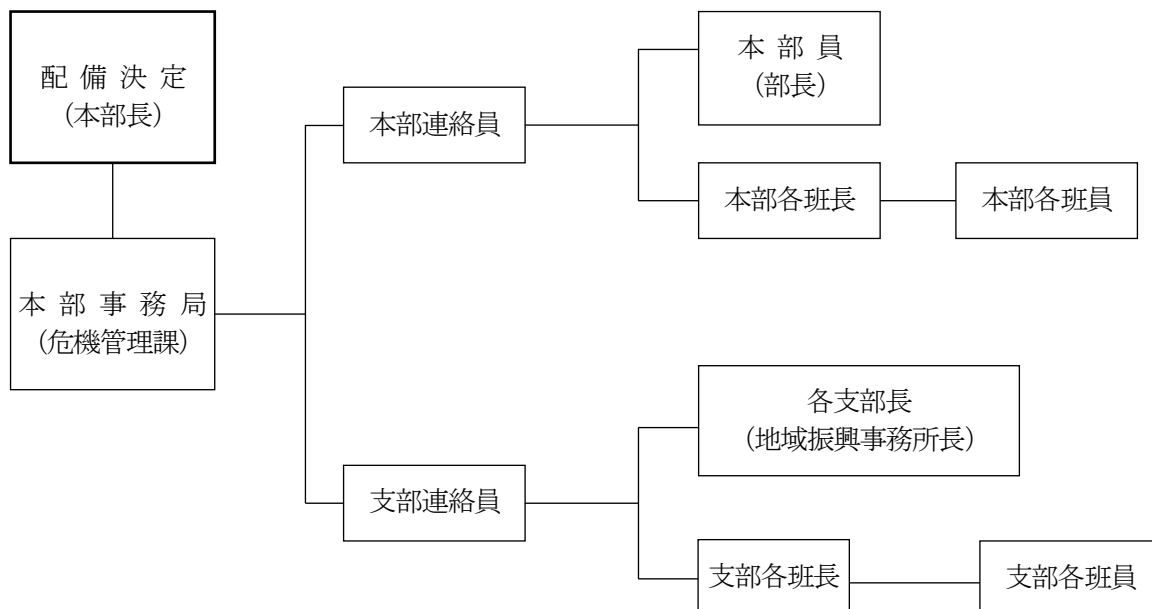 配備決定
(本部長)
本部事務局
(危機管理課)
本部連絡員
本部員
(部長)
本部各班長
本部各班員
支部連絡員
各支部長
(地域振興事務所長)
支部各班長
支部各班員